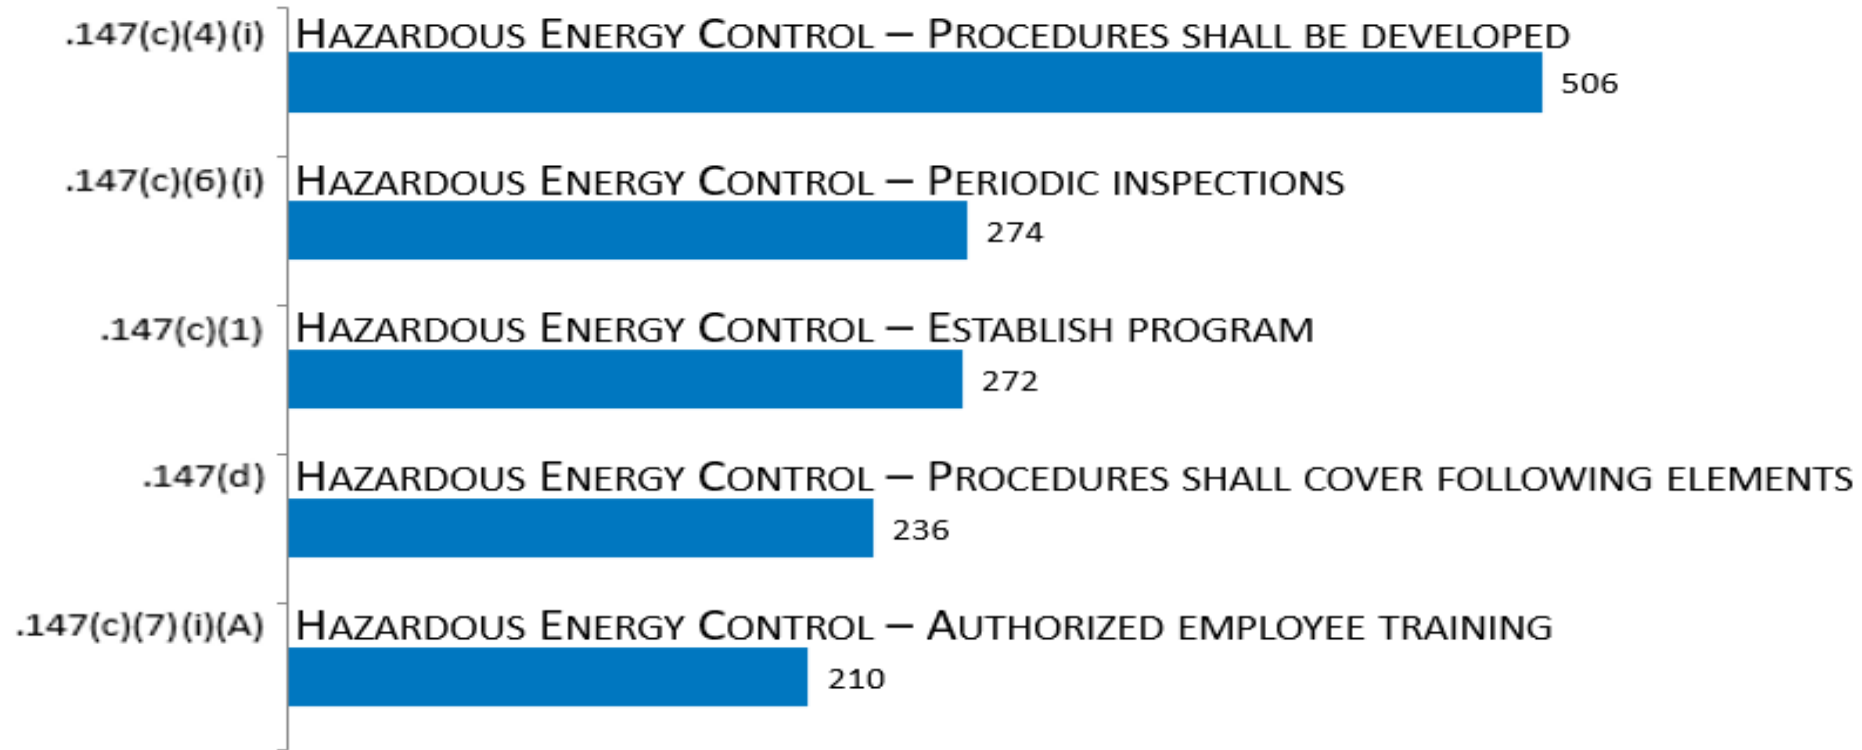 .147(c)(4)(i) HAZARDOUS ENERGY CONTROL – PROCEDURES SHALL BE DEVELOPED
506
.147(c)(6)(i) HAZARDOUS ENERGY CONTROL – PERIODIC INSPECTIONS
274
.147(c)(1) HAZARDOUS ENERGY CONTROL – ESTABLISH PROGRAM
272
.147(d) HAZARDOUS ENERGY CONTROL – PROCEDURES SHALL COVER FOLLOWING ELEMENTS
236
.147(c)(7)(i)(A) HAZARDOUS ENERGY CONTROL – AUTHORIZED EMPLOYEE TRAINING
210